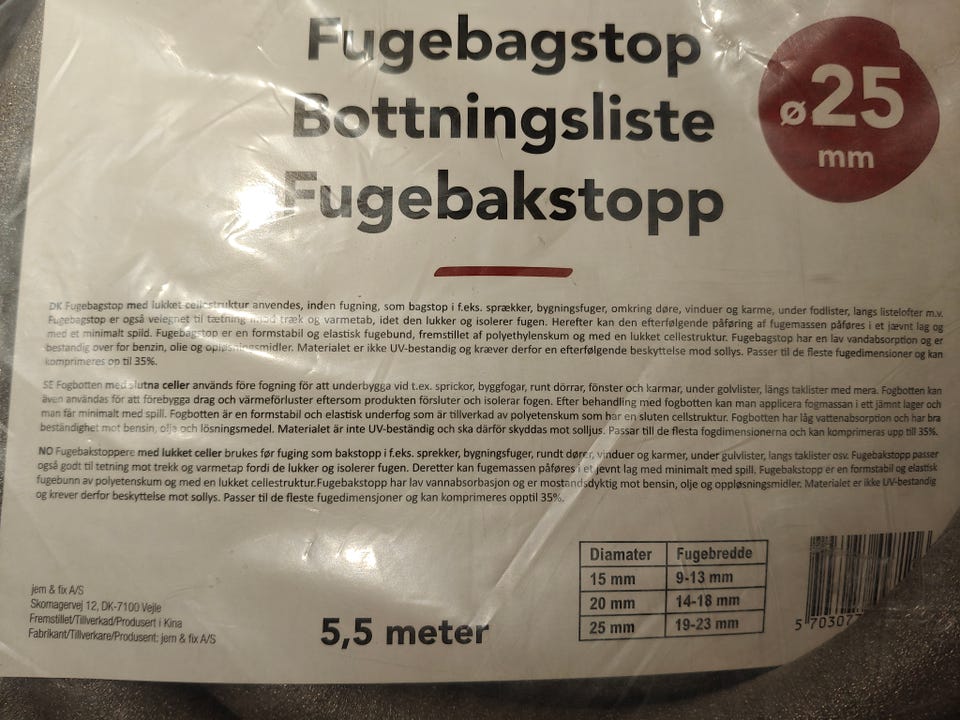 Fugebagstop
Bottningsliste
Fugebakstopp
ø25
mm
DK Fugebagstop med lukket cellestruktur anvendes, inden fugning, som bagstop i f.eks. sprækker, bygningsfuger, omkring døre, vinduer og karme, under fodlister, langs listelofter m.v.
Fugebagstop er også velegnet til tætning imod træk og varmetab, idet den lukker og isolerer fugen. Herefter kan den efterfølgende påføring af fugemassen påføres i et jævnt lag og
med et minimalt spild. Fugebagstop er en formstabil og elastisk fugebund, fremstillet af polyethylenskum og med en lukket cellestruktur. Fugebagstop har en lav vandabsorption og er
bestandig over for benzin, olie og opløsningsmidler. Materialet er ikke UV-bestandig og kræver derfor en efterfølgende beskyttelse mod sollys. Passer til de fleste fugedimensioner og kan
komprimeres op til 35%.
SE Fogbotten med slutna celler används före fogning för att underbygga vid t.ex. sprickor, byggfogar, runt dörrar, fönster och karmar, under golvlister, längs taklister med mera. Fogbotten kan
även användas för att förebygga drag och värmeförluster eftersom produkten försluter och isolerar fogen. Efter behandling med fogbotten kan man applicera fogmassan i ett jämnt lager och
man får minimalt med spill. Fogbotten är en formstabil och elastisk underfog som är tillverkad av polyetenskum som har en sluten cellstruktur. Fogbotten har låg vattenabsorption och har bra
beständighet mot bensin, olja och lösningsmedel. Materialet är inte UV-beständig och ska därför skyddas mot solljus. Passar till de flesta fogdimensionerna och kan komprimeras upp till 35%.
NO Fugebakstoppere med lukket celler brukes før fuging som bakstopp i f.eks. sprekker, bygningsfuger, rundt dører, vinduer og karmer, under gulvlister, langs taklister osv. Fugebakstopp passer
også godt til tetning mot trekk og varmetap fordi de lukker og isolerer fugen. Deretter kan fugemassen påføres i et jevnt lag med minimalt med spill. Fugebakstopp er en formstabil og elastisk
fugebunn av polyetenskum og med en lukket cellestruktur.Fugebakstopp har lav vannabsorbasjon og er mostandsdyktig mot bensin, olje og oppløsningsmidler. Materialet er ikke UV-bestandig
og krever derfor beskyttelse mot sollys. Passer til de fleste fugedimensjoner og kan komprimeres opptil 35%.
Diamater Fugebredde
15 mm 9-13 mm
20 mm 14-18 mm
25 mm 19-23 mm
jem & fix A/S
Skomagervej 12, DK-7100 Vejle
Fremstillet/Tillverkad/Produsert i Kina
Fabrikant/Tillverkare/Produsent: jem & fix A/S
5,5 meter
5 70307